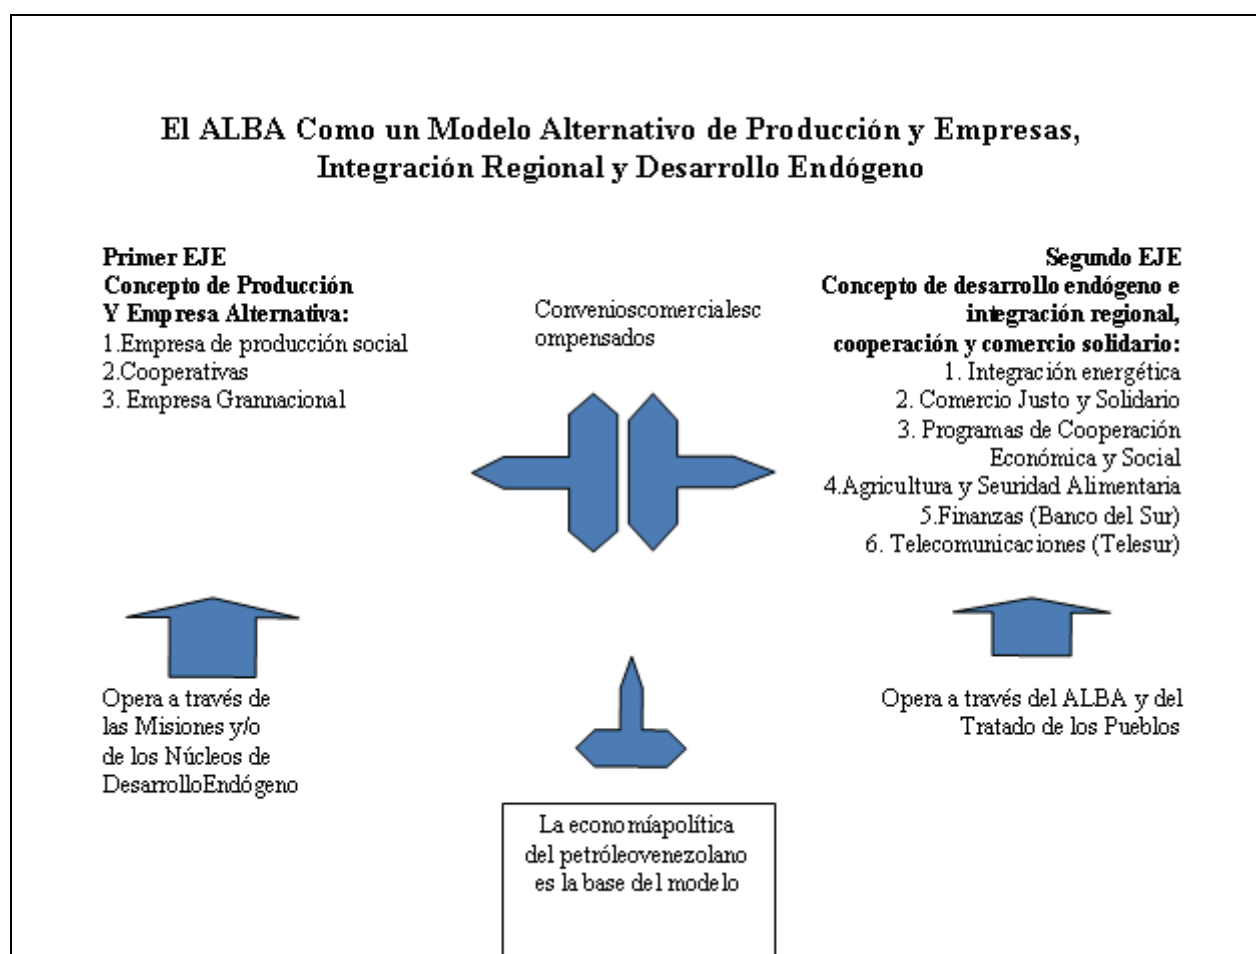 El ALBA Como un Modelo Alternativo de Producción y Empresas,
Integración Regional y Desarrollo Endógeno
Primer EJE
Concepto de Producción
Y Empresa Alternativa:
1.Empresa de producción social
2.Cooperativas
3. Empresa Grannacional
Convenioscomercialesc
ompensados
Segundo EJE
Concepto de desarrollo endógeno e
integración regional,
cooperación y comercio solidario:
1. Integración energética
2. Comercio Justo y Solidario
3. Programas de Cooperación
Económica y Social
4.Agricultura y Seuridad Alimentaria
5.Finanzas (Banco del Sur)
6. Telecomunicaciones (Telesur)
Opera a través de
las Misiones y/o
de los Núcleos de
DesarrolloEndógeno
Opera a través del ALBA y del
Tratado de los Pueblos
La economíapolítica
del petróleovenezolano
es la base del modelo